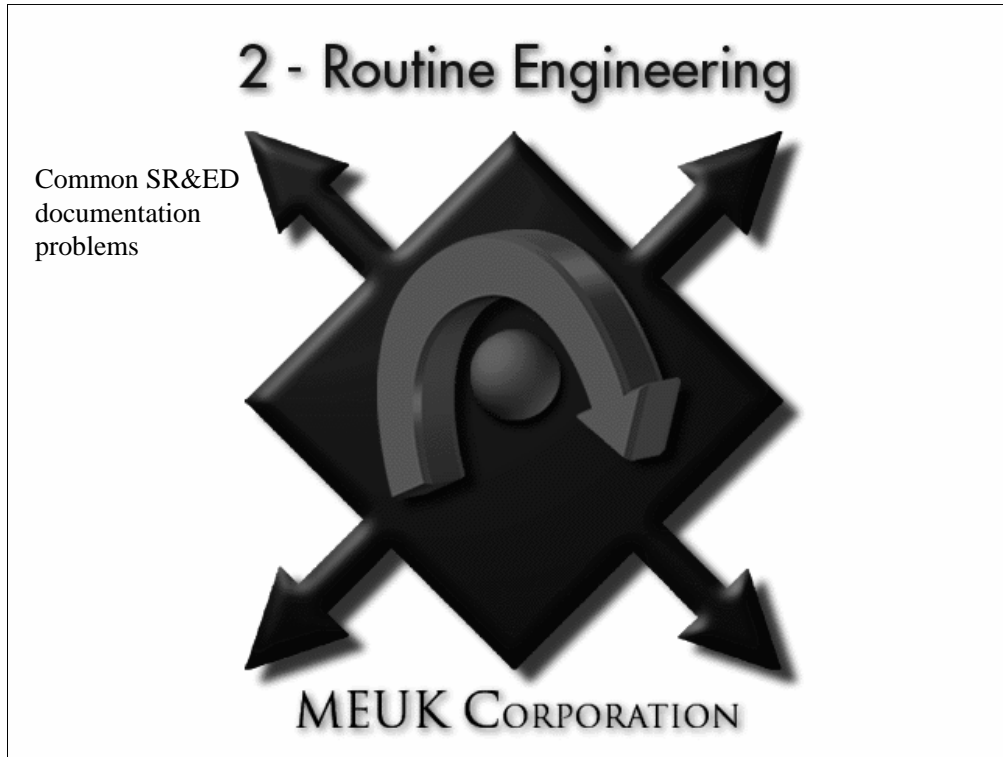 2 - Routine Engineering
Common SR&ED
documentation
problems
MEUK CORPORATION